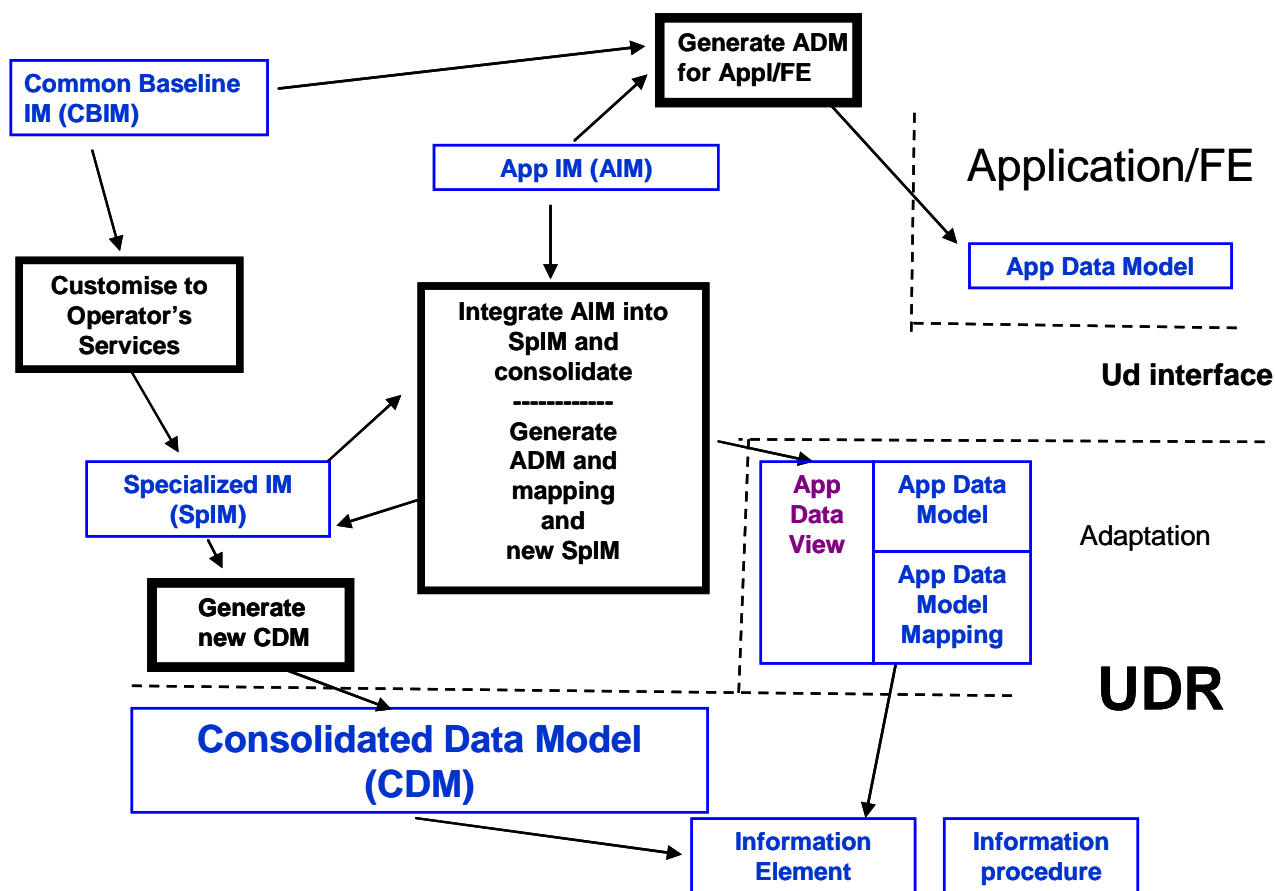 Generate ADM
for Appl/FE
Common Baseline
IM (CBIM)
App IM (AIM)
Application/FE
App Data Model
Customise to
Operator's
Services
Integrate AIM into
SpIM and
consolidate
------------
Generate
ADM and
mapping
and
new SpIM
Ud interface
Specialized IM
(SpIM)
App
Data
View
App Data
Model
Adaptation
App Data
Model
Mapping
Generate
new CDM
UDR
Consolidated Data Model
(CDM)
Information
Element
Information
procedure